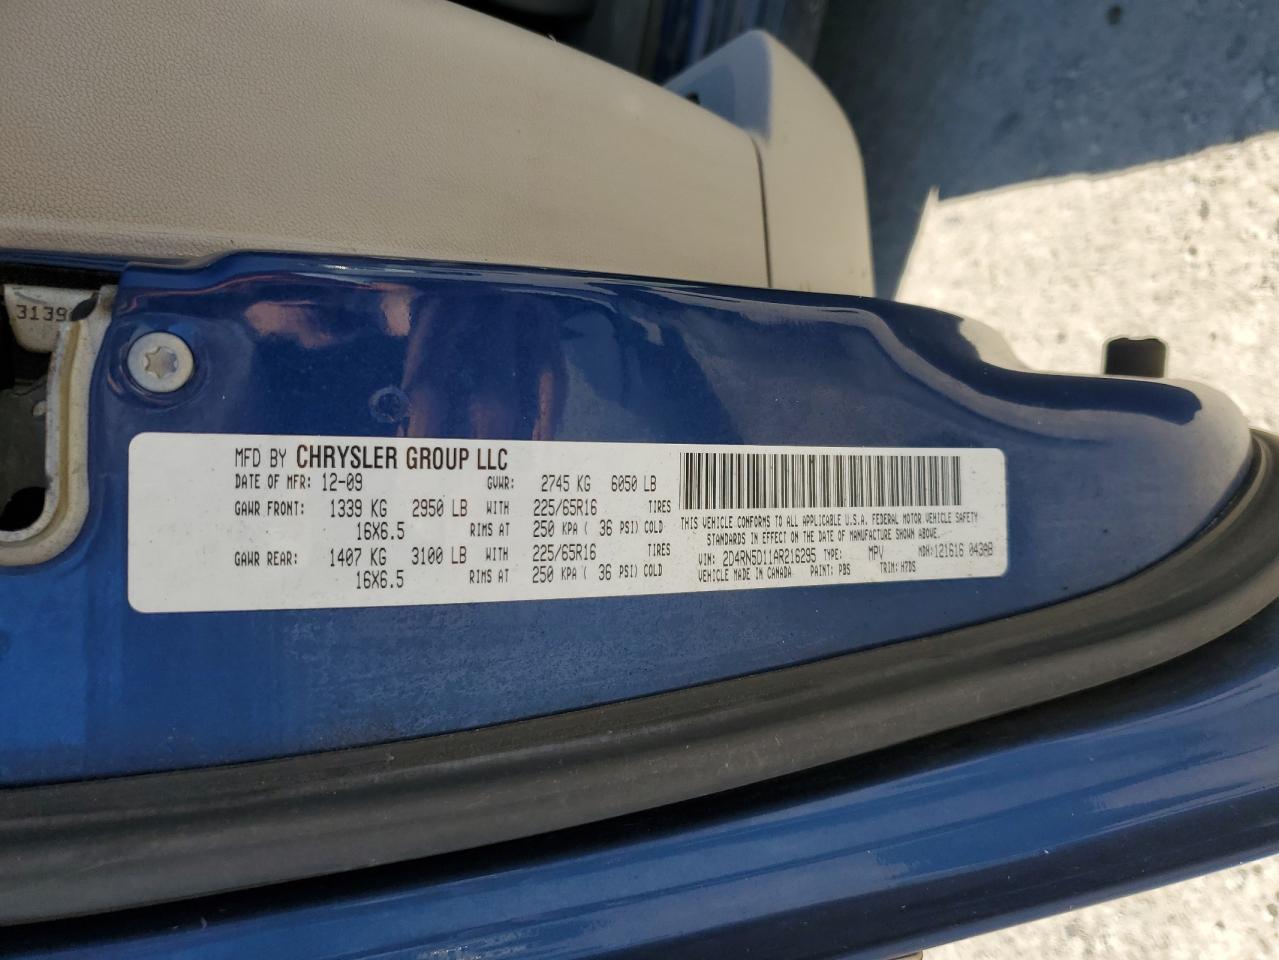 3139
MFD BY CHRYSLER GROUP LLC
DATE OF MFR: 12-09 GVWR: 2745 KG 6050 LB
GAWR FRONT: 1339 KG 2950 LB WITH 225/65R16 TIRES
16X6.5 RIMS AT 250 KPA ( 36 PSI) COLD
GAWR REAR: 1407 KG 3100 LB WITH 225/65R16 TIRES
16X6.5 RIMS AT 250 KPA ( 36 PSI) COLD
THIS VEHICLE CONFORMS TO ALL APPLICABLE U.S.A. FEDERAL MOTOR VEHICLE SAFETY
STANDARDS IN EFFECT ON THE DATE OF MANUFACTURE SHOWN ABOVE.
VIN: 2D4RN5D11AR216295 TYPE: MPV MDH: 121616 043AB
VEHICLE MADE IN CANADA PAINT: PBS TRIM: H7DS